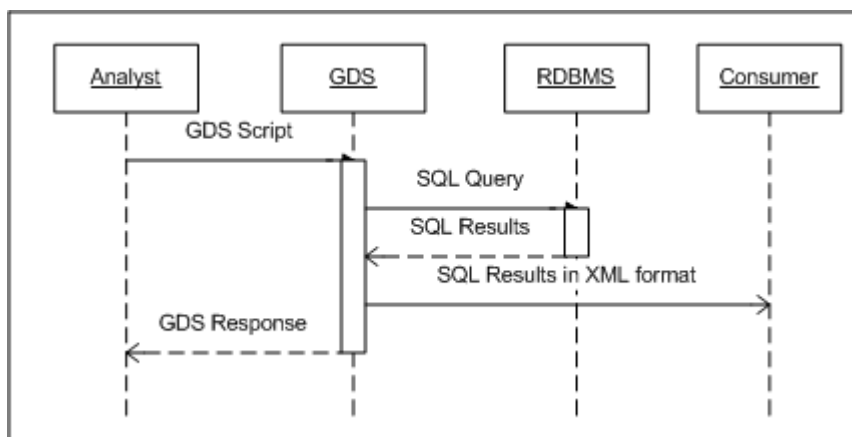 Analyst
GDS
RDBMS
Consumer
GDS Script
SQL Query
SQL Results
SQL Results in XML format
GDS Response